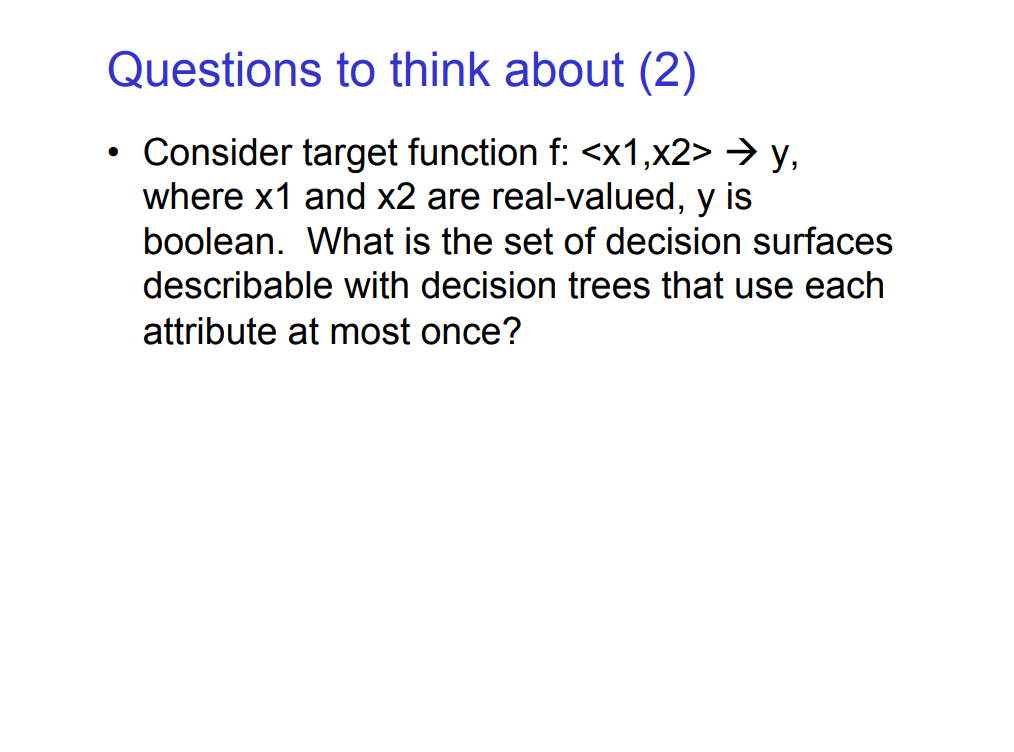 Questions to think about (2)
• Consider target function f: <x1,x2> → y,
where x1 and x2 are real-valued, y is
boolean.  What is the set of decision surfaces
describable with decision trees that use each
attribute at most once?